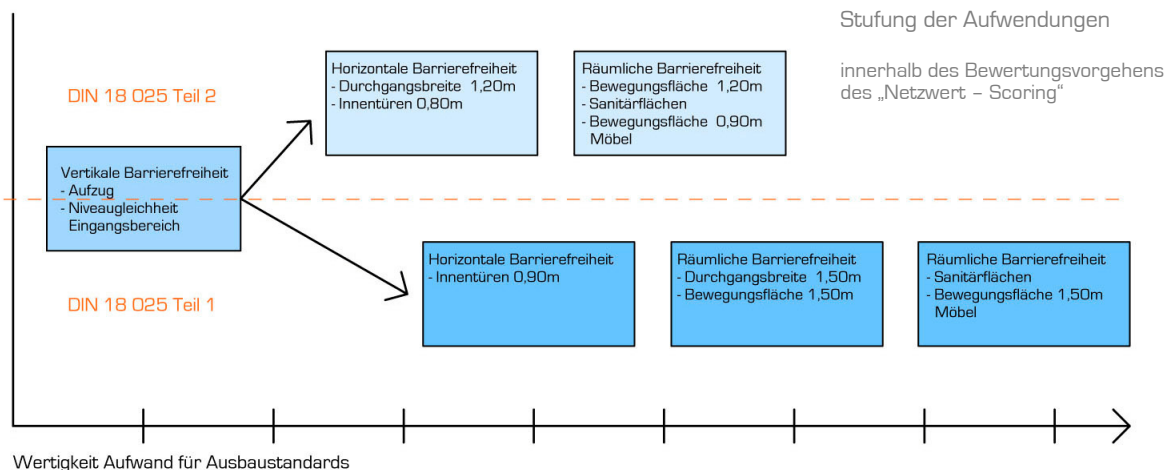 Stufung der Aufwendungen
innerhalb des Bewertungsvorgehens
des „Netzwert – Scoring“
DIN 18 025 Teil 2
Horizontale Barrierefreiheit
- Durchgangsbreite 1,20m
- Innentüren 0,80m
Räumliche Barrierefreiheit
- Bewegungsfläche 1,20m
- Sanitärflächen
- Bewegungsfläche 0,90m
Möbel
Vertikale Barrierefreiheit
- Aufzug
- Niveaugleichheit
Eingangsbereich
DIN 18 025 Teil 1
Horizontale Barrierefreiheit
- Innentüren 0,90m
Räumliche Barrierefreiheit
- Durchgangsbreite 1,50m
- Bewegungsfläche 1,50m
Räumliche Barrierefreiheit
- Sanitärflächen
- Bewegungsfläche 1,50m
Möbel
Wertigkeit Aufwand für Ausbaustandards